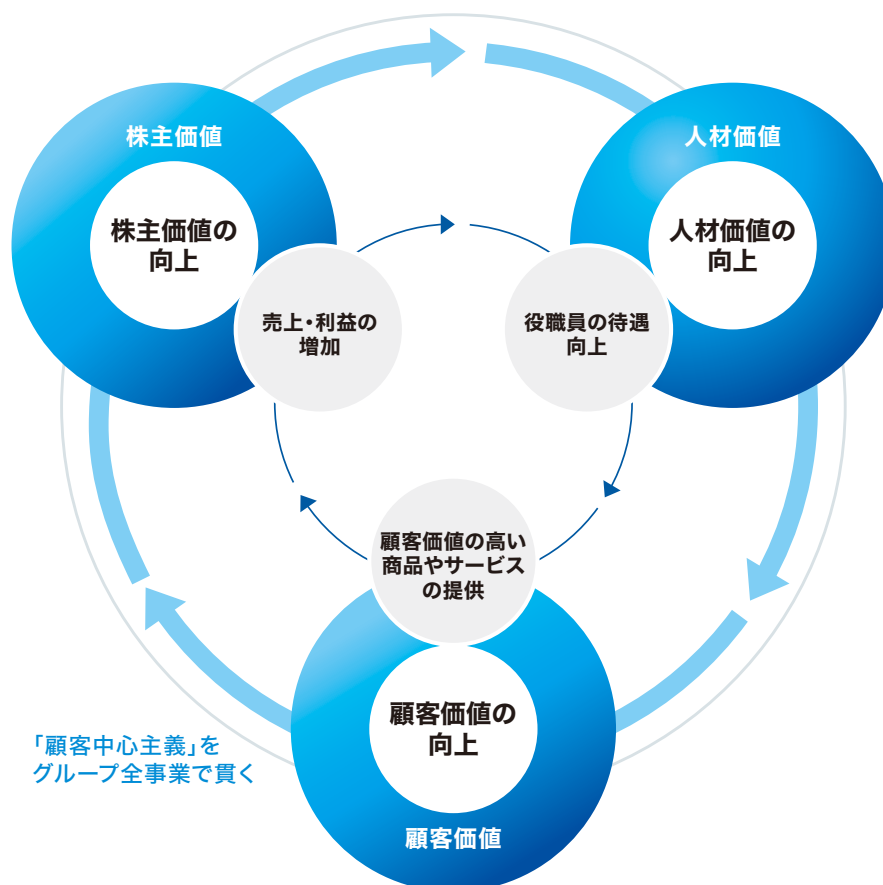 株主価値
株主価値の
向上
売上・利益の
増加
人材価値
人材価値の
向上
役職員の待遇
向上
顧客価値の高い
商品やサービス
の提供
顧客価値の
向上
顧客価値
「顧客中心主義」を
グループ全事業で貫く